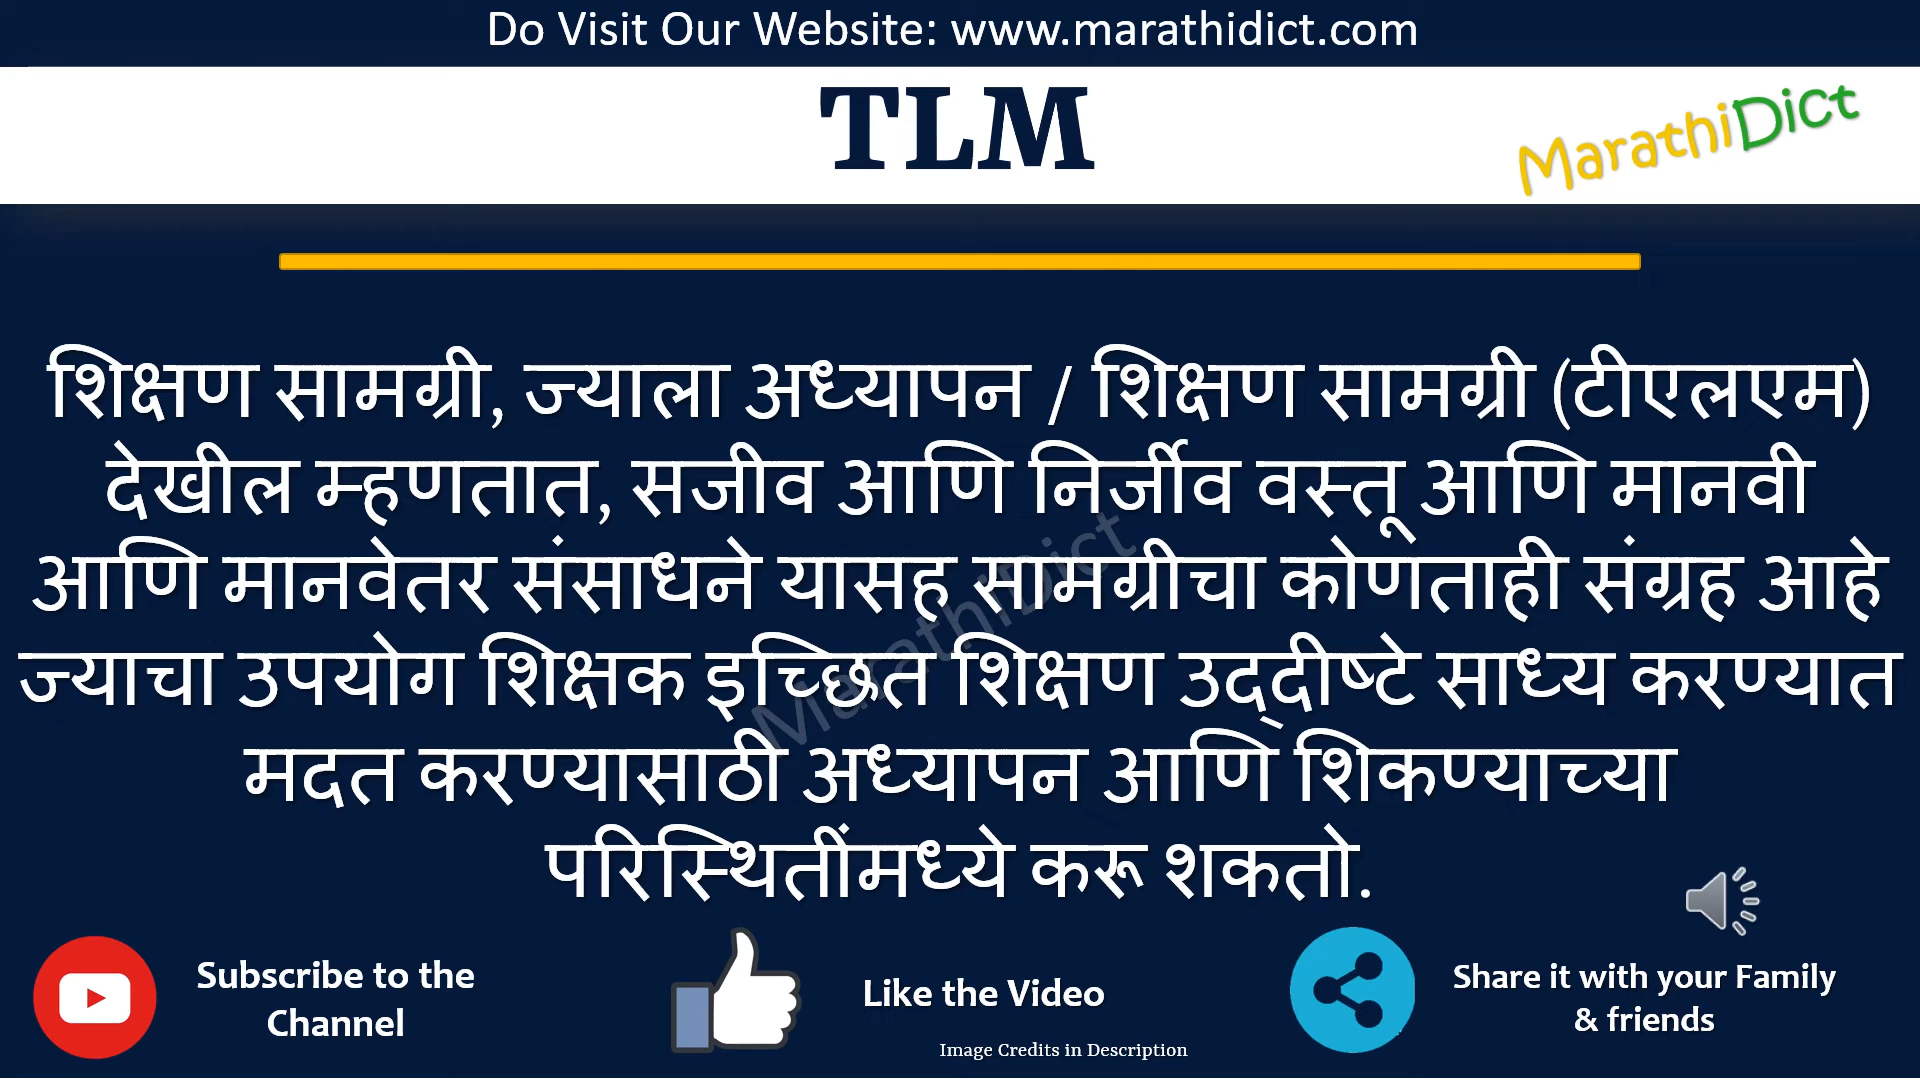 Do Visit Our Website: www.marathidict.com
TLM
MarathiDict
शिक्षण सामग्री, ज्याला अध्यापन / शिक्षण सामग्री (टीएलएम)
देखील म्हणतात, सजीव आणि निर्जीव वस्तू आणि मानवी
आणि मानवेतर संसाधने यासह सामग्रीचा कोणताही संग्रह आहे
ज्याचा उपयोग शिक्षक इच्छित शिक्षण उद्दीष्टे साध्य करण्यात
मदत करण्यासाठी अध्यापन आणि शिकण्याच्या
परिस्थितींमध्ये करू शकतो.
MarathiDict
Subscribe to the
Channel
Like the Video
Share it with your Family
& friends
Image Credits in Description